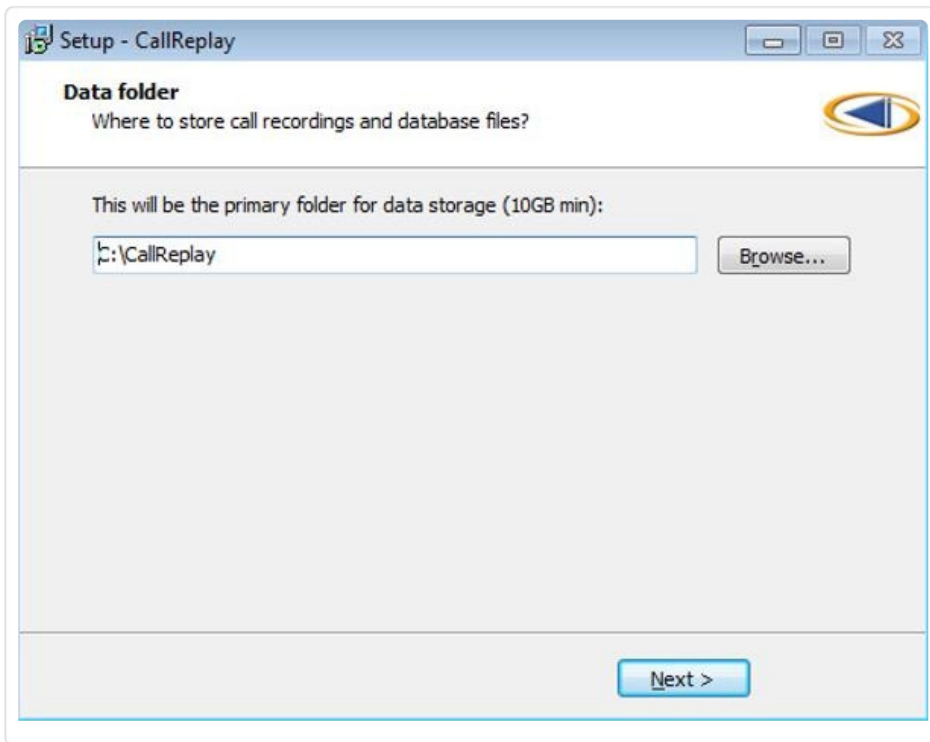 Setup - CallReplay
Data folder
Where to store call recordings and database files?
This will be the primary folder for data storage (10GB min):
C:\CallReplay
Browse...
Next >